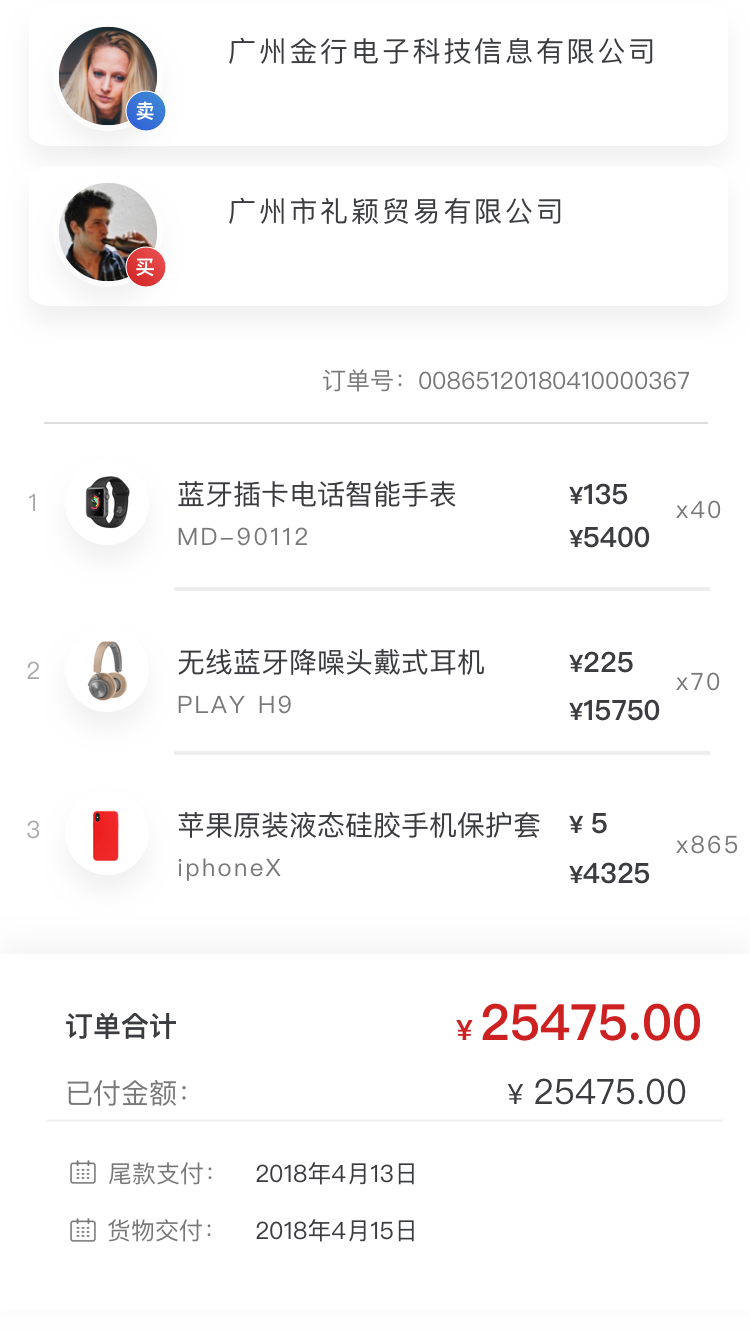 广州金行电子科技信息有限公司
卖
广州市礼颖贸易有限公司
买
订单号：00865120180410000367
1
蓝牙插卡电话智能手表
MD-90112
¥135
¥5400
x40
2
无线蓝牙降噪头戴式耳机
PLAY H9
¥225
¥15750
x70
3
苹果原装液态硅胶手机保护套
iphoneX
¥ 5
¥4325
x865
订单合计 ¥25475.00
已付金额： ¥ 25475.00
尾款支付： 2018年4月13日
货物交付： 2018年4月15日